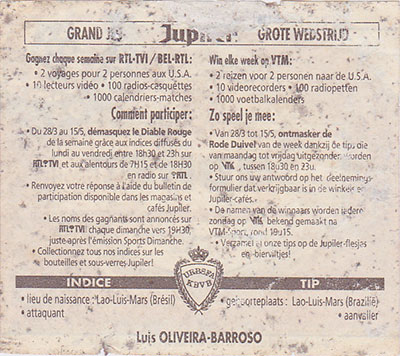 GRAND JEU Jupiler GROTE WEDSTRIJD
Gagnez chaque semaine sur RTL-TVI / BEL-RTL:
• 2 voyages pour 2 personnes aux U.S.A.
• 10 lecteurs vidéo • 100 radios-casquettes
1000 calendriers-matches
Comment participer:
• Du 28/3 au 15/5, démasquez le Diable Rouge
de la semaine grâce aux indices diffusés du
lundi au vendredi entre 18h30 et 23h sur
RTL-TVI et aux alentours de 7h15 et 18h30
en radio sur RTL
• Renvoyez votre réponse à l'aide du bulletin de
participation disponible dans les magasins et
cafés Jupiler.
• Les noms des gagnants sont annoncés sur
RTL-TVI chaque dimanche vers 19h30,
juste après l'émission Sports Dimanche.
• Collectionnez tous nos indices sur les
bouteilles et sous-verres Jupiler!
Win elke week op VTM:
• 2 reizen voor 2 personen naar de U.S.A.
• 10 videorecorders • 100 radiopetten
• 1000 voetbalkalenders
Zo speel je mee:
• Van 28/3 tot 15/5, ontmasker de
Rode Duivel van de week dankzij de tips die
van maandag tot vrijdag uitgezonden worden
op VTM, tussen 18h30 en 23u.
• Stuur ons uw antwoord op het deelnemings-
formulier dat verkrijgbaar is in de winkel en
Jupiler-cafés.
• De namen van de winnaars worden iedere
zondag op VTM bekend gemaakt na
VTM-Sport, rond 19h15.
• Verzamel al onze tips op de Jupiler-flesjes
en -bierviltjes!
URBSFA
KBVB
INDICE
• lieu de naissance : Lao-Luis-Mars (Brésil)
• attaquant
TIP
• geboorteplaats : Lao-Luis-Mars (Brazilië)
• aanvaller
Luis OLIVEIRA-BARROSO